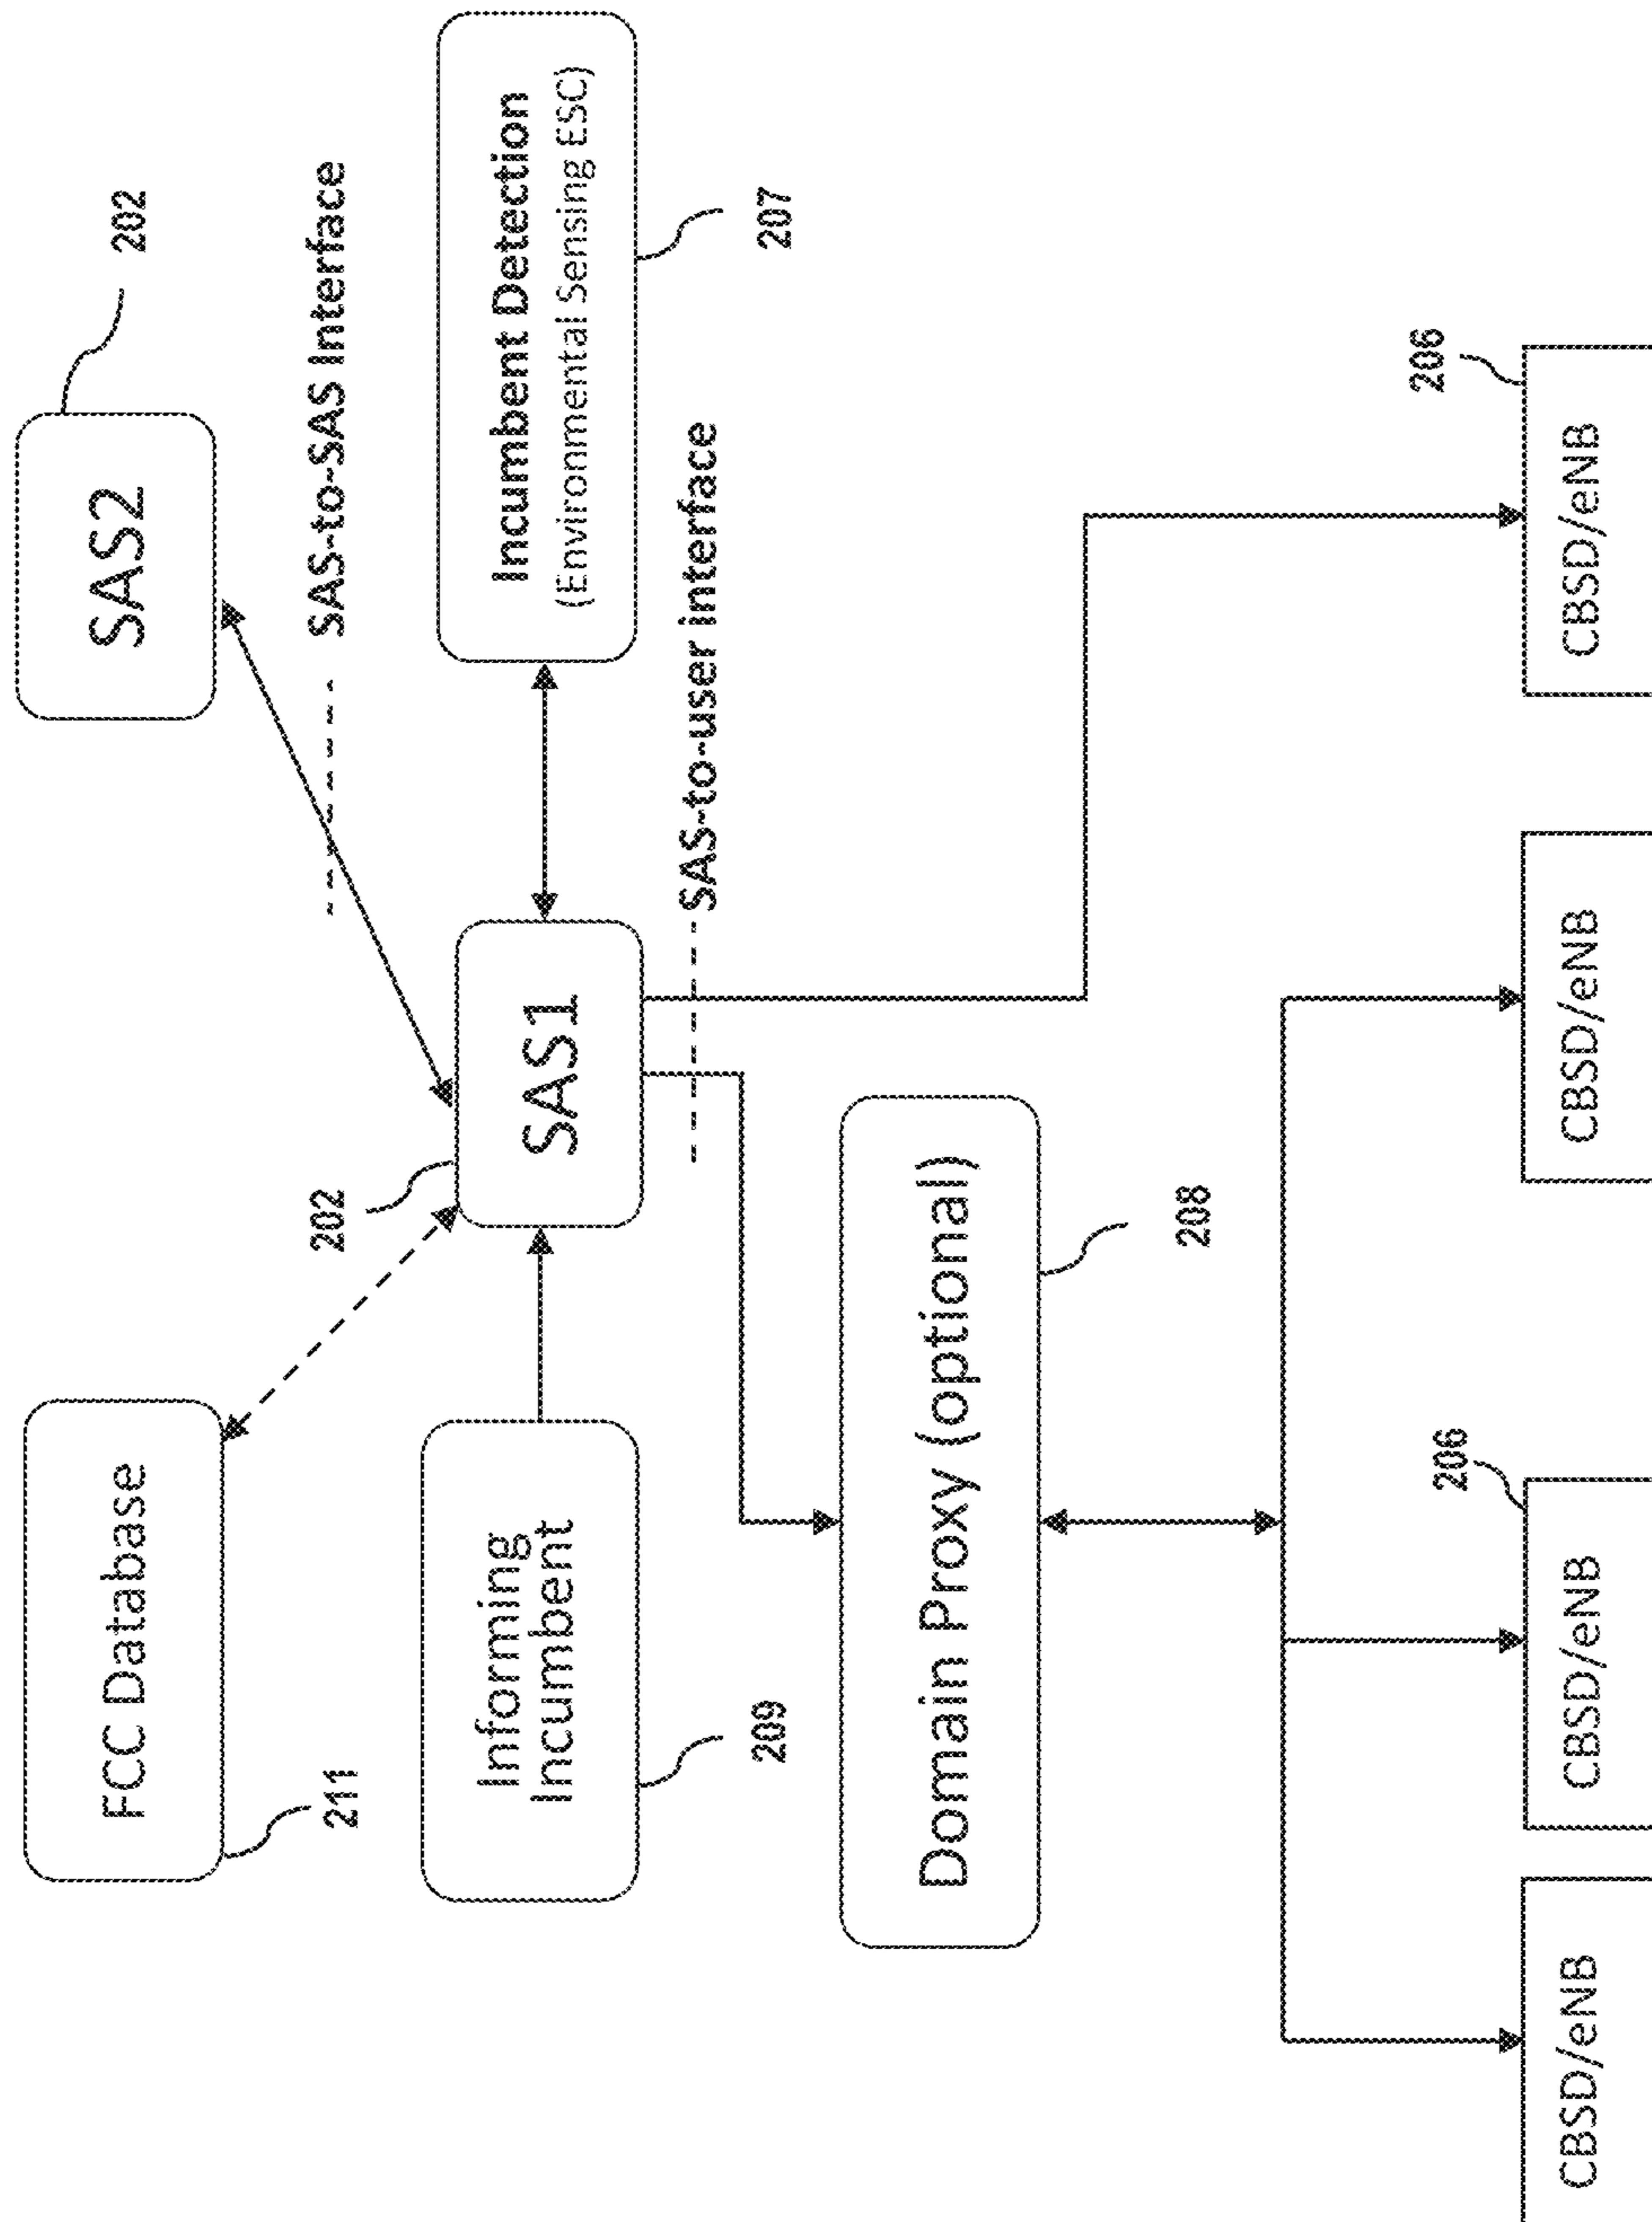 FCC Database
211
SAS2
202
SAS-to-SAS Interface
202
Informing
Incumbent
209
SAS1
Incumbent Detection
(Environmental Sensing ESC)
207
SAS-to-user interface
Domain Proxy (optional)
208
206
206
CBSD/eNB
CBSD/eNB
CBSD/eNB
CBSD/eNB